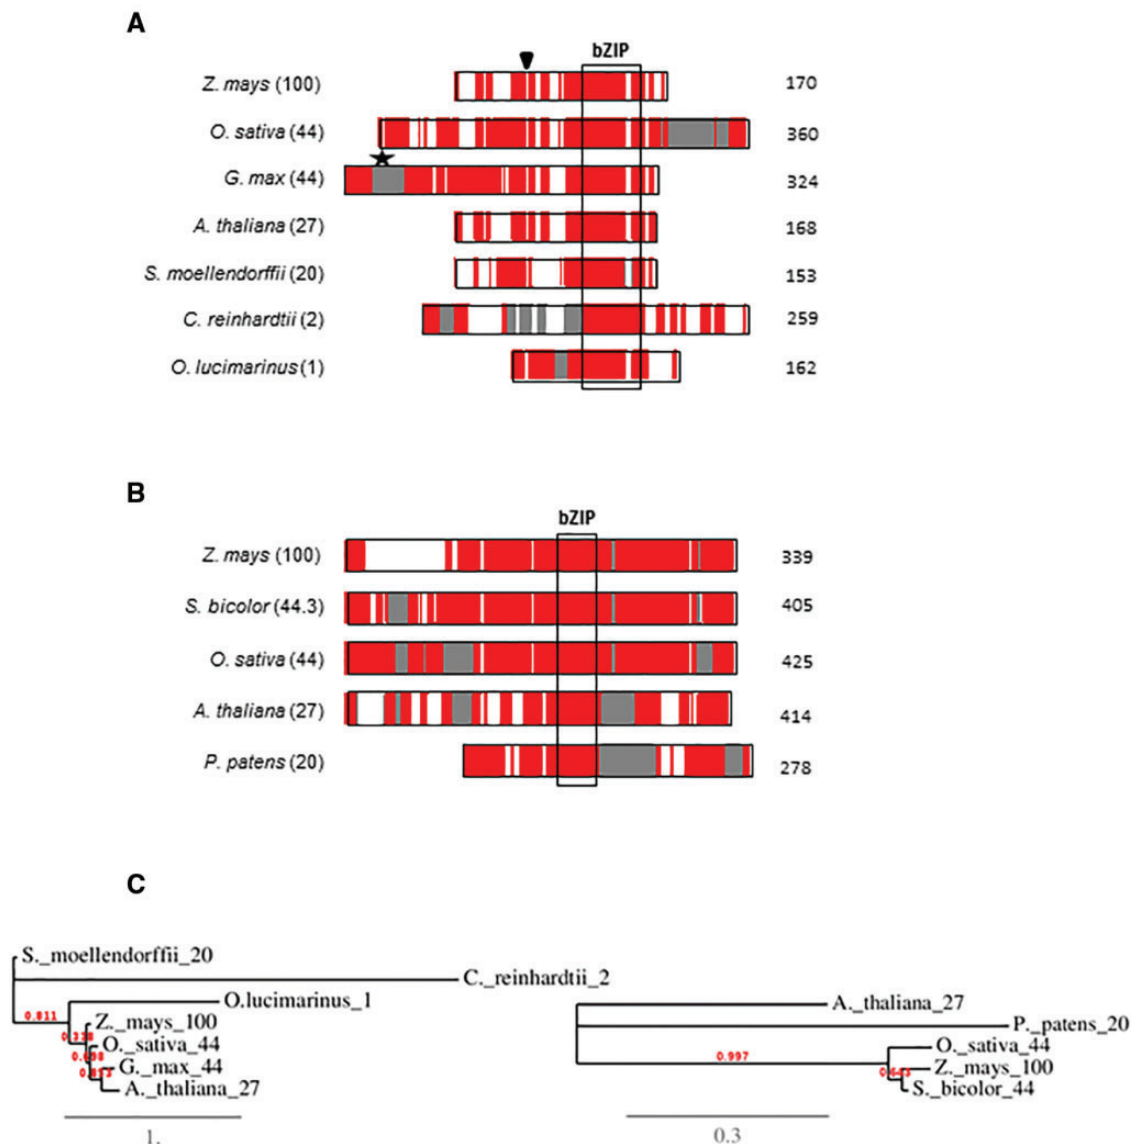 A
bZIP
Z. mays (100) 170
O. sativa (44) 360
G. max (44) 324
A. thaliana (27) 168
S. moellendorffii (20) 153
C. reinhardtii (2) 259
O. lucimarinus (1) 162
B
bZIP
Z. mays (100) 339
S. bicolor (44.3) 405
O. sativa (44) 425
A. thaliana (27) 414
P. patens (20) 278
C
S._moellendorffii_20
C._reinhardtii_2
O.lucimarinus_1
0.811
Z._mays_100
O._sativa_44
G._max_44
A._thaliana_27
1.
A._thaliana_27
P._patens_20
O._sativa_44
0.997
Z._mays_100
S._bicolor_44
0.3